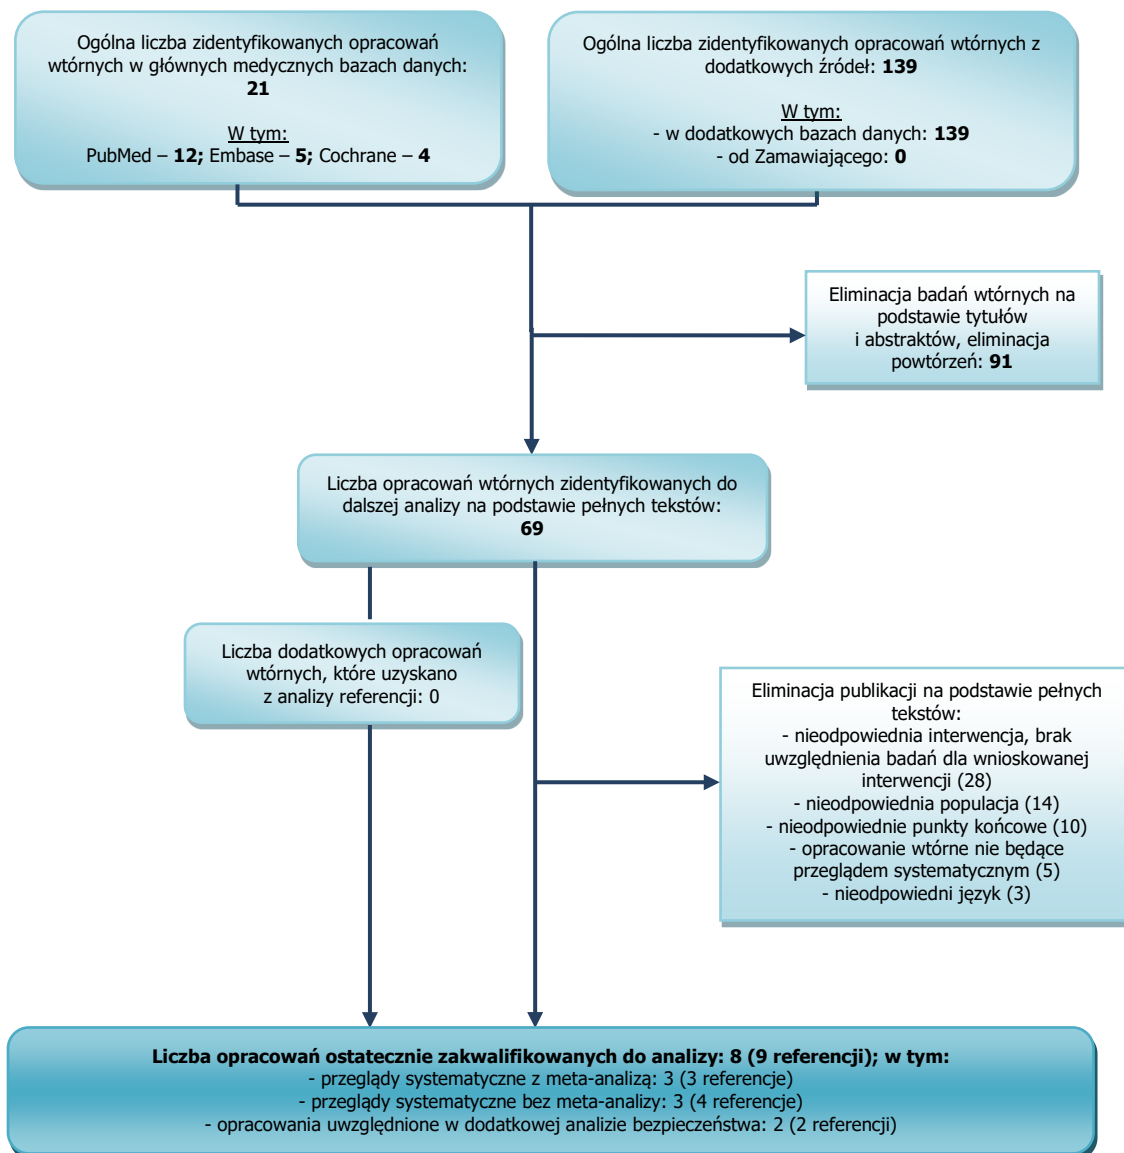 Ogólna liczba zidentyfikowanych opracowań
wtórnych w głównych medycznych bazach danych:
21
W tym:
PubMed – 12; Embase – 5; Cochrane – 4
Ogólna liczba zidentyfikowanych opracowań wtórnych z
dodatkowych źródeł: 139
W tym:
- w dodatkowych bazach danych: 139
- od Zamawiającego: 0
Eliminacja badań wtórnych na
podstawie tytułów
i abstraktów, eliminacja
powtórzeń: 91
Liczba opracowań wtórnych zidentyfikowanych do
dalszej analizy na podstawie pełnych tekstów:
69
Liczba dodatkowych opracowań
wtórnych, które uzyskano
z analizy referencji: 0
Eliminacja publikacji na podstawie pełnych
tekstów:
- nieodpowiednia interwencja, brak
uwzględnienia badań dla wnioskowanej
interwencji (28)
- nieodpowiednia populacja (14)
- nieodpowiednie punkty końcowe (10)
- opracowanie wtórne nie będące
przeglądem systematycznym (5)
- nieodpowiedni język (3)
Liczba opracowań ostatecznie zakwalifikowanych do analizy: 8 (9 referencji); w tym:
- przeglądy systematyczne z meta-analizą: 3 (3 referencje)
- przeglądy systematyczne bez meta-analizy: 3 (4 referencje)
- opracowania uwzględnione w dodatkowej analizie bezpieczeństwa: 2 (2 referencji)